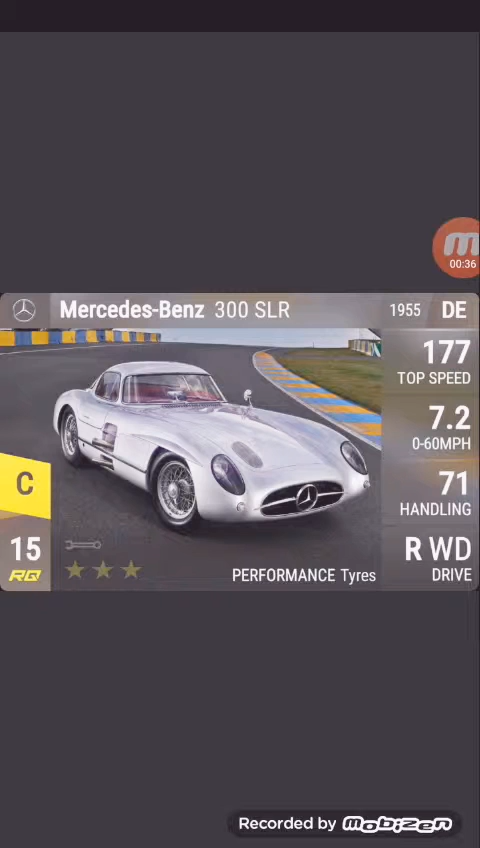 00:36
Mercedes-Benz 300 SLR
1955 DE
177
TOP SPEED
7.2
0-60MPH
71
HANDLING
R WD
DRIVE
C
15
RQ
PERFORMANCE Tyres
Recorded by Mobizen